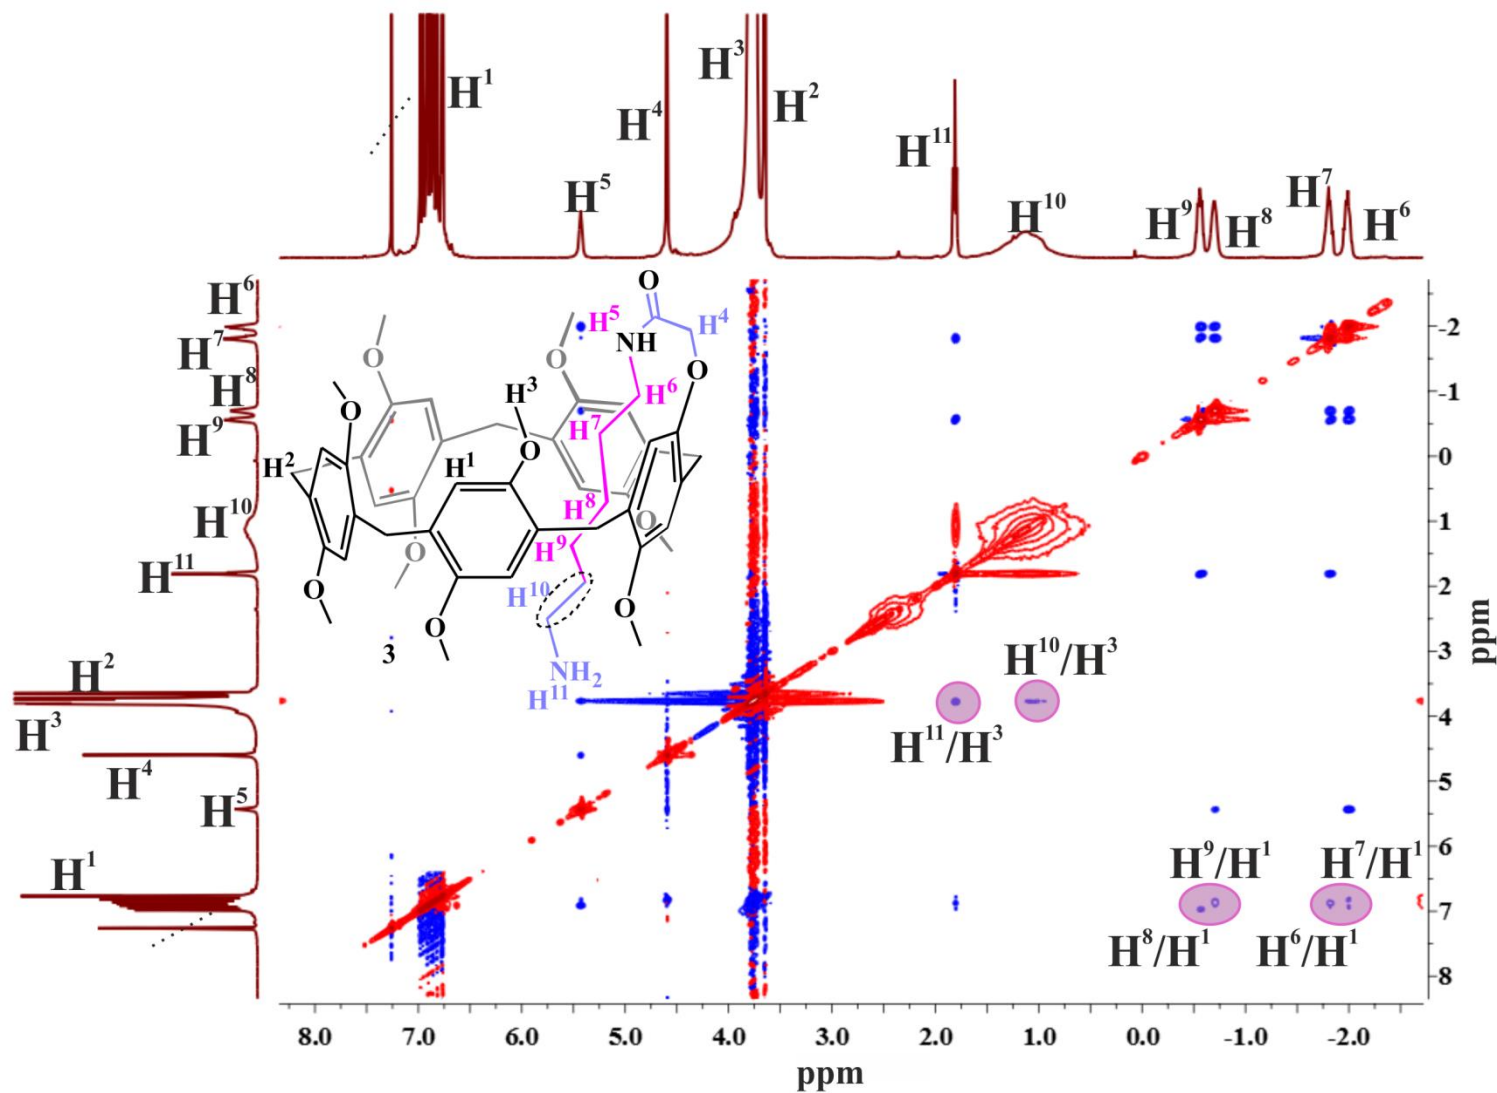 H¹
H⁵
H⁴
H³
H²
H¹¹
H¹⁰
H⁹
H⁸
H⁷
H⁶
H⁶
H⁷
H⁸
H⁹
H¹⁰
H¹¹
H²
H³
H⁴
H⁵
H¹
O
H⁵
NH
H⁴
O
O
O
O
H³
O
H⁶
H⁷
H²
H¹
H⁸
H⁹
O
O
O
H¹⁰
O
O
3
NH₂
H¹¹
H¹⁰/H³
H¹¹/H³
H⁹/H¹
H⁷/H¹
H⁸/H¹
H⁶/H¹
-2
-1
0
1
2
3
4
5
6
7
8
ppm
8.0 7.0 6.0 5.0 4.0 3.0 2.0 1.0 0.0 -1.0 -2.0
ppm